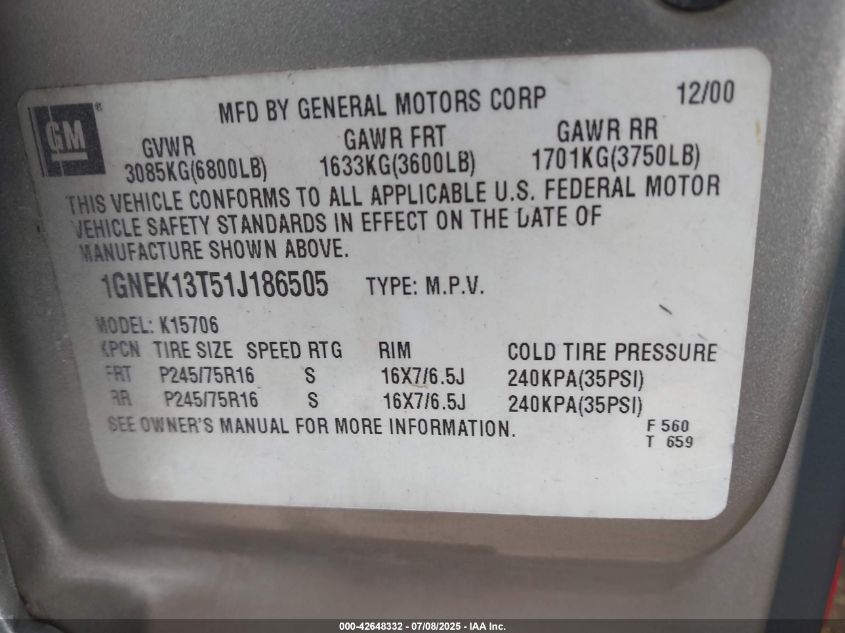 GM®
MFD BY GENERAL MOTORS CORP 12/00
GVWR GAWR FRT GAWR RR
3085KG(6800LB) 1633KG(3600LB) 1701KG(3750LB)
THIS VEHICLE CONFORMS TO ALL APPLICABLE U.S. FEDERAL MOTOR
VEHICLE SAFETY STANDARDS IN EFFECT ON THE DATE OF
MANUFACTURE SHOWN ABOVE.
1GNEK13T51J186505 TYPE: M.P.V.
MODEL: K15706
KPCN TIRE SIZE SPEED RTG RIM COLD TIRE PRESSURE
FRT P245/75R16 S 16X7/6.5J 240KPA(35PSI)
RR P245/75R16 S 16X7/6.5J 240KPA(35PSI)
SEE OWNER'S MANUAL FOR MORE INFORMATION.
F 560
T 659
000-42648332 - 07/08/2025 - IAA Inc.